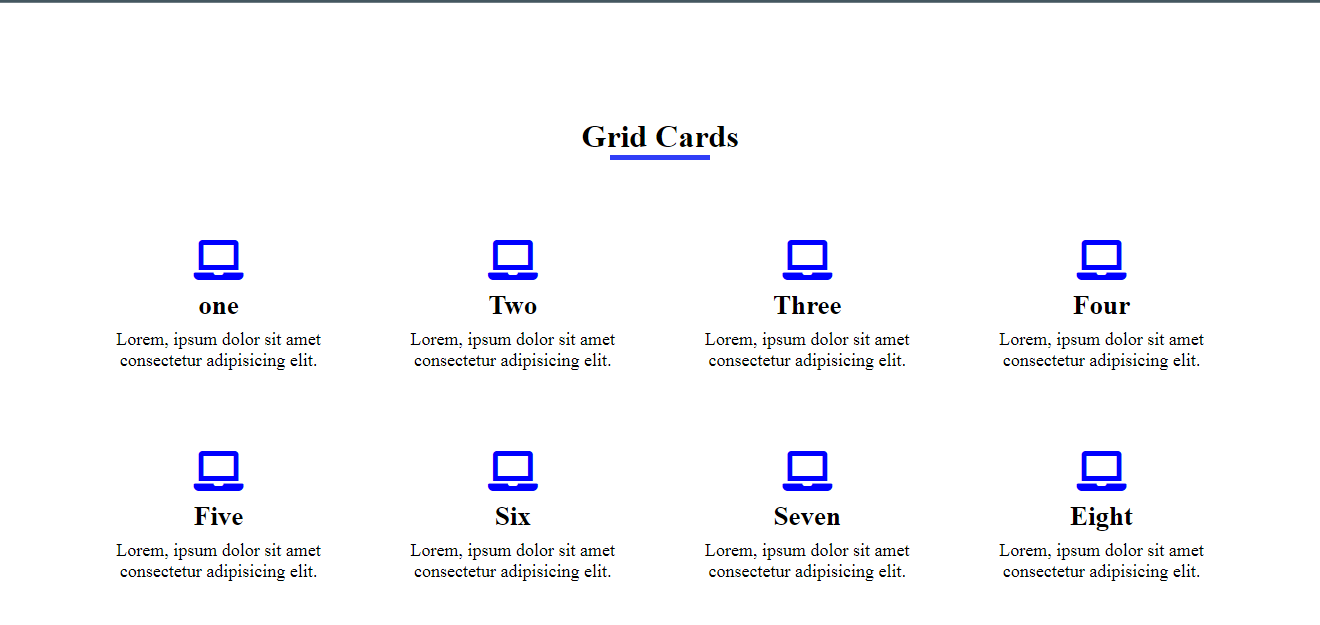 Grid Cards
one
Lorem, ipsum dolor sit amet
consectetur adipisicing elit.
Two
Lorem, ipsum dolor sit amet
consectetur adipisicing elit.
Three
Lorem, ipsum dolor sit amet
consectetur adipisicing elit.
Four
Lorem, ipsum dolor sit amet
consectetur adipisicing elit.
Five
Lorem, ipsum dolor sit amet
consectetur adipisicing elit.
Six
Lorem, ipsum dolor sit amet
consectetur adipisicing elit.
Seven
Lorem, ipsum dolor sit amet
consectetur adipisicing elit.
Eight
Lorem, ipsum dolor sit amet
consectetur adipisicing elit.